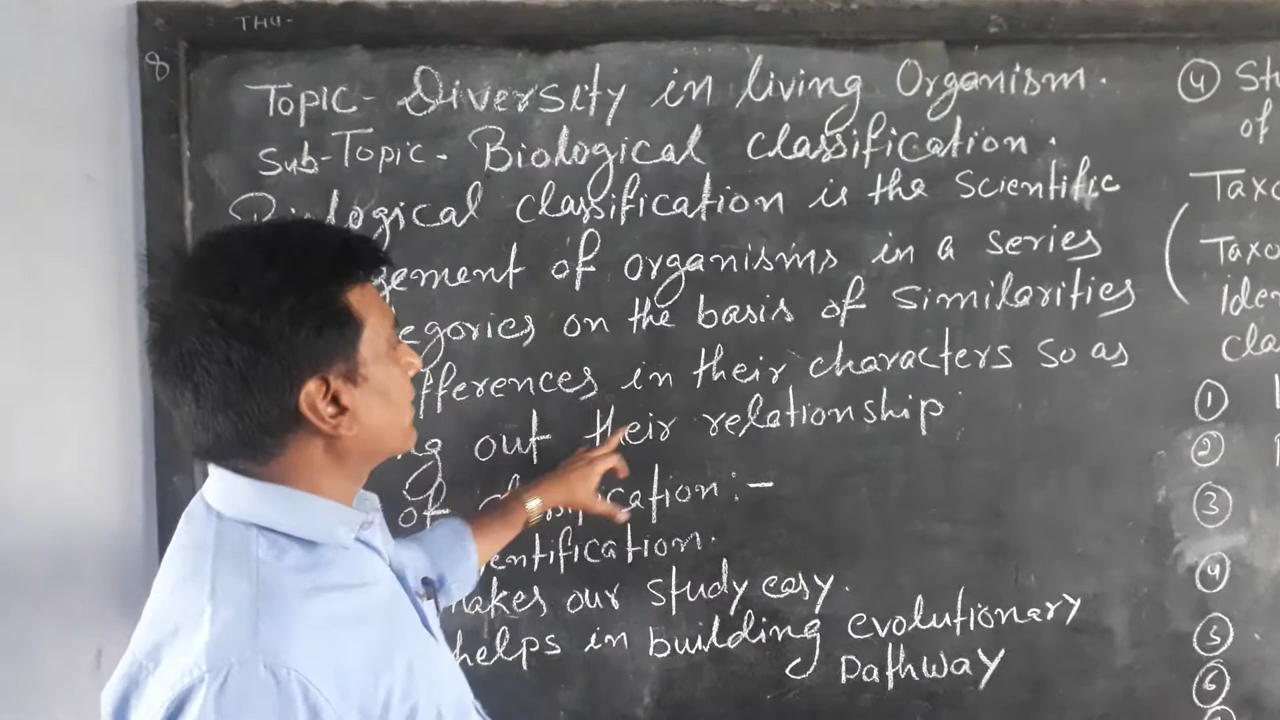 TH4-
8
Topic- Diversity in living Organism.
Sub-Topic- Biological classification.
Biological classification is the scientific
gement of organisms in a series
egories on the basis of similarities
fferences in their characters so as
g out their relationship
of classification:-
entification.
makes our study easy.
helps in building evolutionary
Pathway
④ St
of
Taxo
(Taxo
iden
cla
①
②
③
④
⑤
⑥